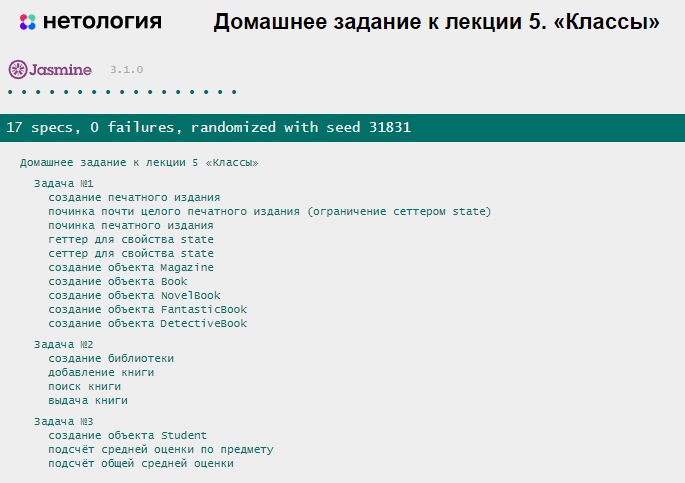 нетология
Домашнее задание к лекции 5. «Классы»
Jasmine 3.1.0
17 specs, 0 failures, randomized with seed 31831
Домашнее задание к лекции 5 «Классы»
Задача №1
создание печатного издания
починка почти целого печатного издания (ограничение сеттером state)
починка печатного издания
геттер для свойства state
сеттер для свойства state
создание объекта Magazine
создание объекта Book
создание объекта NovelBook
создание объекта FantasticBook
создание объекта DetectiveBook
Задача №2
создание библиотеки
добавление книги
поиск книги
выдача книги
Задача №3
создание объекта Student
подсчёт средней оценки по предмету
подсчёт общей средней оценки